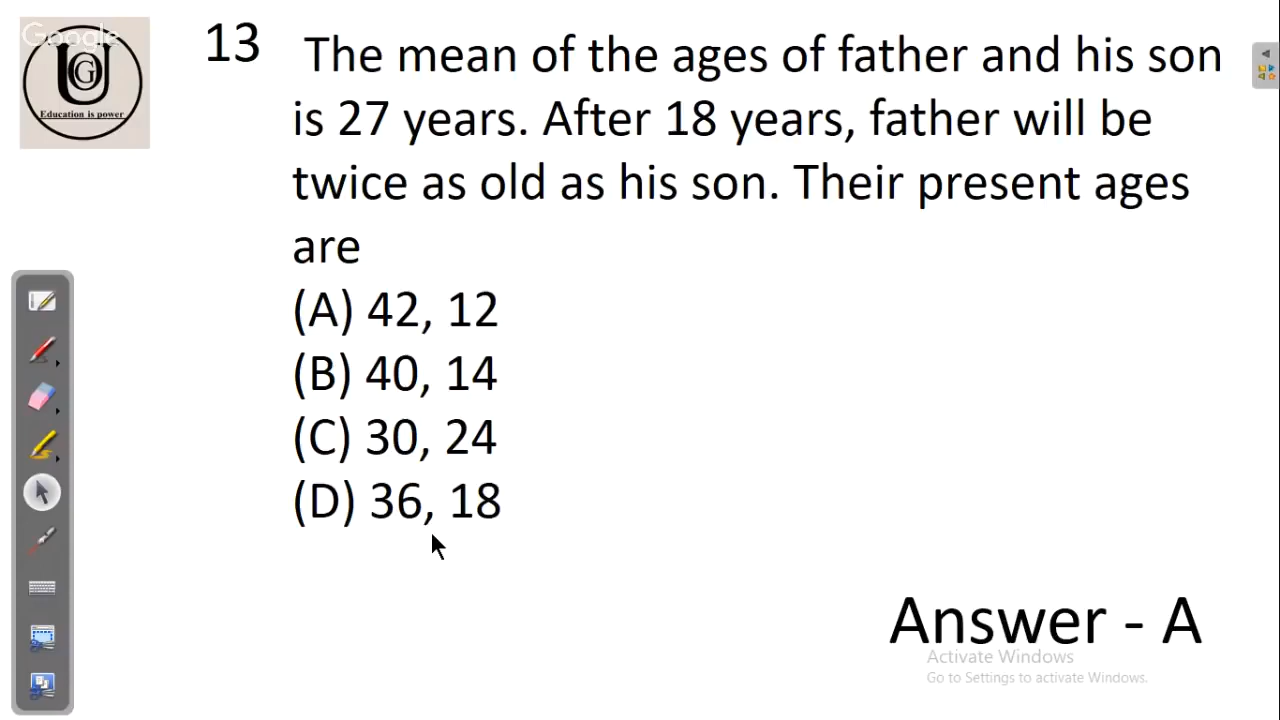 Google
UOG
Education is power
13 The mean of the ages of father and his son
is 27 years. After 18 years, father will be
twice as old as his son. Their present ages
are
(A) 42, 12
(B) 40, 14
(C) 30, 24
(D) 36, 18
Answer - A
Activate Windows
Go to Settings to activate Windows.